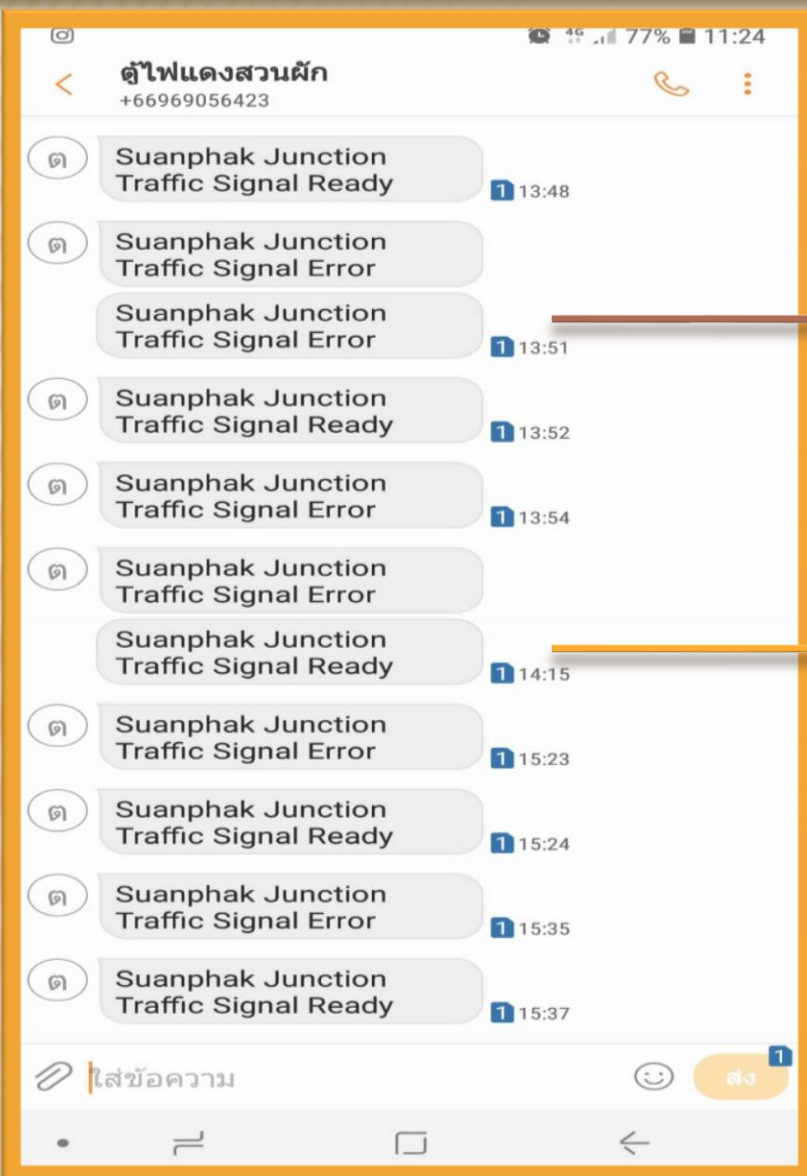 4G 77% 11:24
ตู้ไฟแดงสวนผัก
+66969056423
ต
Suanphak Junction
Traffic Signal Ready
1 13:48
ต
Suanphak Junction
Traffic Signal Error
Suanphak Junction
Traffic Signal Error
1 13:51
ต
Suanphak Junction
Traffic Signal Ready
1 13:52
ต
Suanphak Junction
Traffic Signal Error
1 13:54
ต
Suanphak Junction
Traffic Signal Error
Suanphak Junction
Traffic Signal Ready
1 14:15
ต
Suanphak Junction
Traffic Signal Error
1 15:23
ต
Suanphak Junction
Traffic Signal Ready
1 15:24
ต
Suanphak Junction
Traffic Signal Error
1 15:35
ต
Suanphak Junction
Traffic Signal Ready
1 15:37
ใส่ข้อความ
ส่ง 1